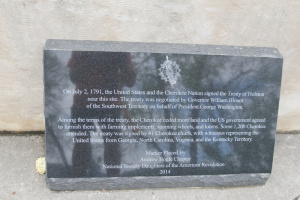 On July 2, 1791, the United States and the Cherokee Nation signed the Treaty of Holston
near this site. The treaty was negotiated by Governor William Blount
of the Southwest Territory on behalf of President George Washington.
Among the terms of the treaty, the Cherokee ceded more land and the US government agreed
to furnish them with farming implements, spinning wheels, and looms. Some 1,200 Cherokee
attended. The treaty was signed by 41 Cherokee chiefs, with witnesses representing the
United States from Georgia, North Carolina, Virginia, and the Kentucky Territory.
Marker Placed by
Chapter
National Society Daughters of the American Revolution
2014